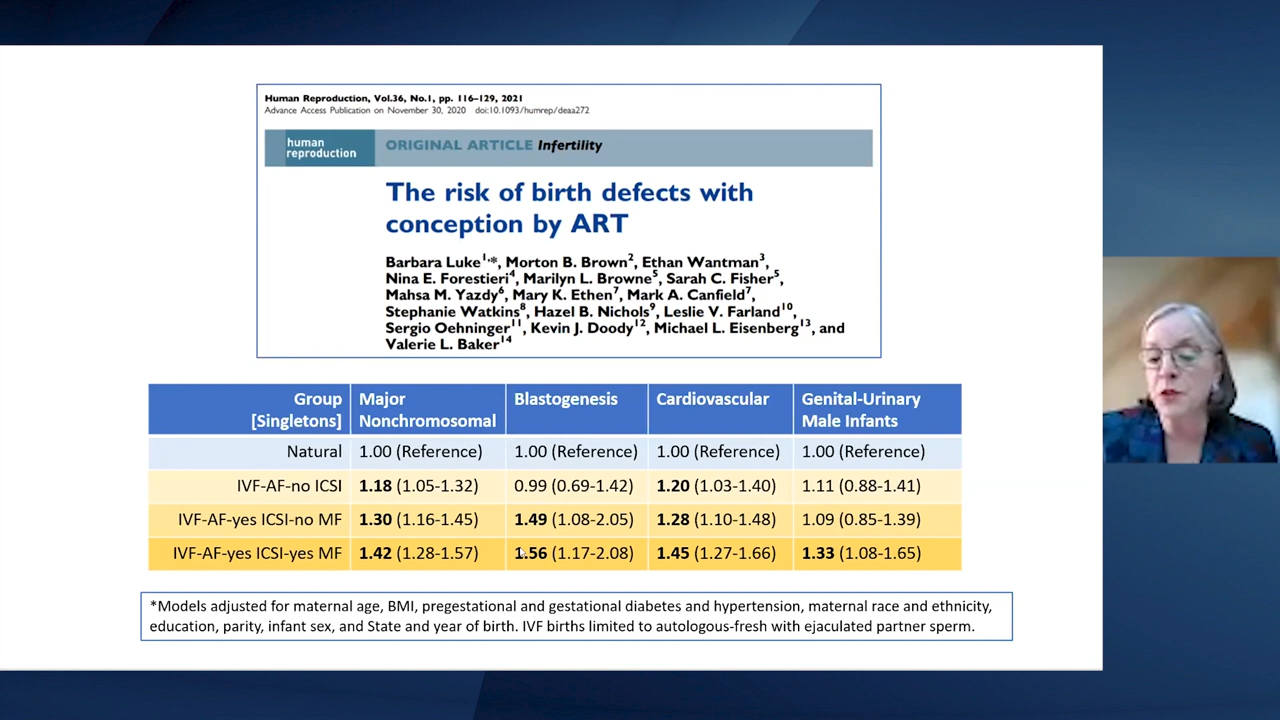 Human Reproduction, Vol.36, No.1, pp. 116–129, 2021
Advance Access Publication on November 30, 2020 doi:10.1093/humrep/deaa272
human
reproduction
ORIGINAL ARTICLE Infertility
The risk of birth defects with
conception by ART
Barbara Luke1,*, Morton B. Brown2, Ethan Wantman3,
Nina E. Forestieri4, Marilyn L. Browne5, Sarah C. Fisher5,
Mahsa M. Yazdy6, Mary K. Ethen7, Mark A. Canfield7,
Stephanie Watkins8, Hazel B. Nichols9, Leslie V. Farland10,
Sergio Oehninger11, Kevin J. Doody12, Michael L. Eisenberg13, and
Valerie L. Baker14
Group Major Blastogenesis Cardiovascular Genital-Urinary
[Singletons] Nonchromosomal Male Infants
Natural 1.00 (Reference) 1.00 (Reference) 1.00 (Reference) 1.00 (Reference)
IVF-AF-no ICSI 1.18 (1.05-1.32) 0.99 (0.69-1.42) 1.20 (1.03-1.40) 1.11 (0.88-1.41)
IVF-AF-yes ICSI-no MF 1.30 (1.16-1.45) 1.49 (1.08-2.05) 1.28 (1.10-1.48) 1.09 (0.85-1.39)
IVF-AF-yes ICSI-yes MF 1.42 (1.28-1.57) 1.56 (1.17-2.08) 1.45 (1.27-1.66) 1.33 (1.08-1.65)
*Models adjusted for maternal age, BMI, pregestational and gestational diabetes and hypertension, maternal race and ethnicity,
education, parity, infant sex, and State and year of birth. IVF births limited to autologous-fresh with ejaculated partner sperm.